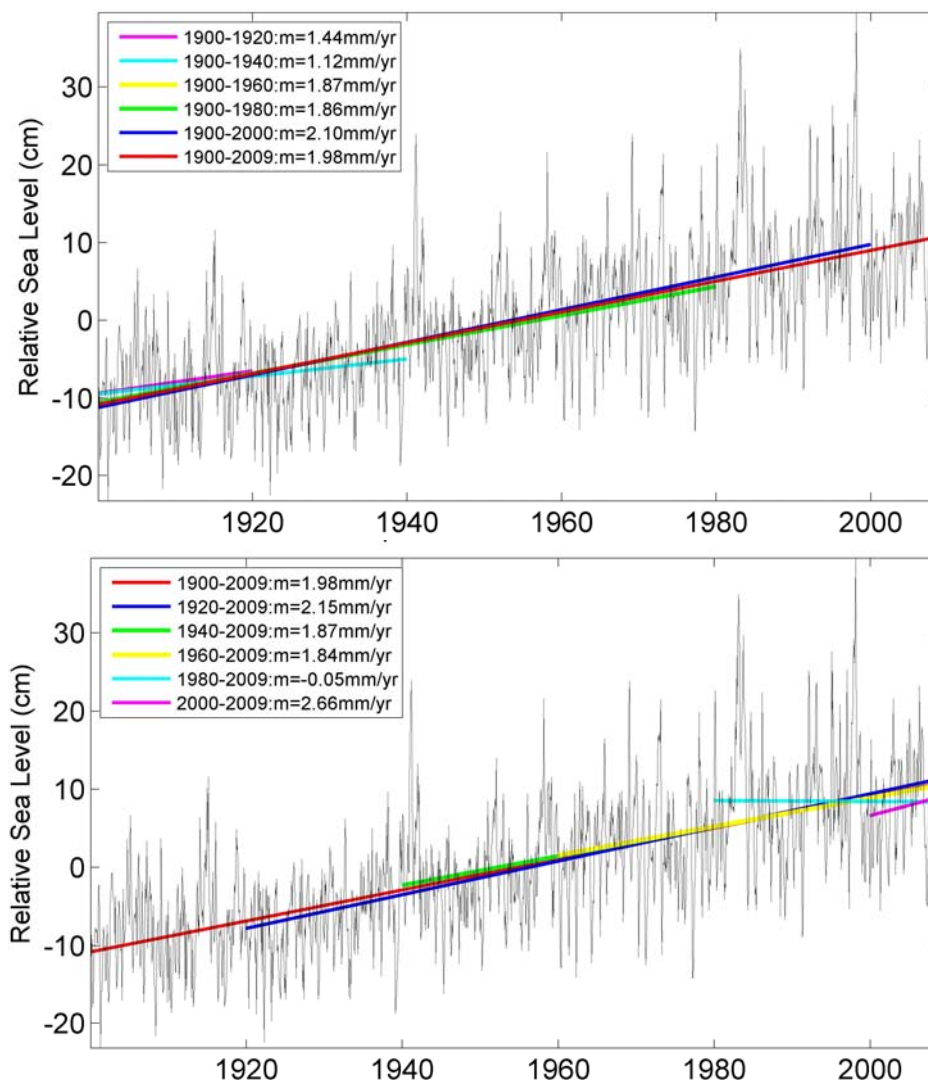 1900-1920:m=1.44mm/yr
1900-1940:m=1.12mm/yr
1900-1960:m=1.87mm/yr
1900-1980:m=1.86mm/yr
1900-2000:m=2.10mm/yr
1900-2009:m=1.98mm/yr
Relative Sea Level (cm)
30
20
10
0
-10
-20
1920 1940 1960 1980 2000
1900-2009:m=1.98mm/yr
1920-2009:m=2.15mm/yr
1940-2009:m=1.87mm/yr
1960-2009:m=1.84mm/yr
1980-2009:m=-0.05mm/yr
2000-2009:m=2.66mm/yr
Relative Sea Level (cm)
30
20
10
0
-10
-20
1920 1940 1960 1980 2000